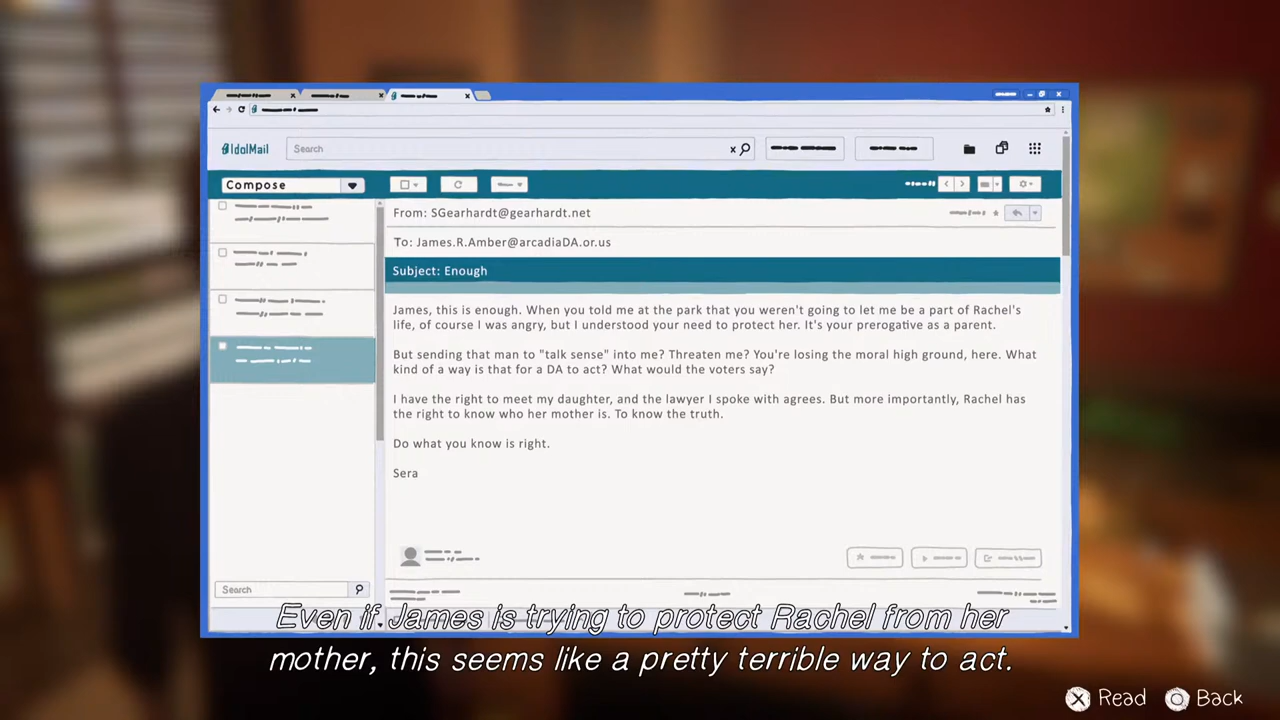 IdolMail
Search
x
Compose
From: SGearhardt@gearhardt.net
To: James.R.Amber@arcadiaDA.or.us
Subject: Enough
James, this is enough. When you told me at the park that you weren't going to let me be a part of Rachel's
life, of course I was angry, but I understood your need to protect her. It's your prerogative as a parent.
But sending that man to "talk sense" into me? Threaten me? You're losing the moral high ground, here. What
kind of a way is that for a DA to act? What would the voters say?
I have the right to meet my daughter, and the lawyer I spoke with agrees. But more importantly, Rachel has
the right to know who her mother is. To know the truth.
Do what you know is right.
Sera
Search
Even if James is trying to protect Rachel from her
mother, this seems like a pretty terrible way to act.
Read
Back